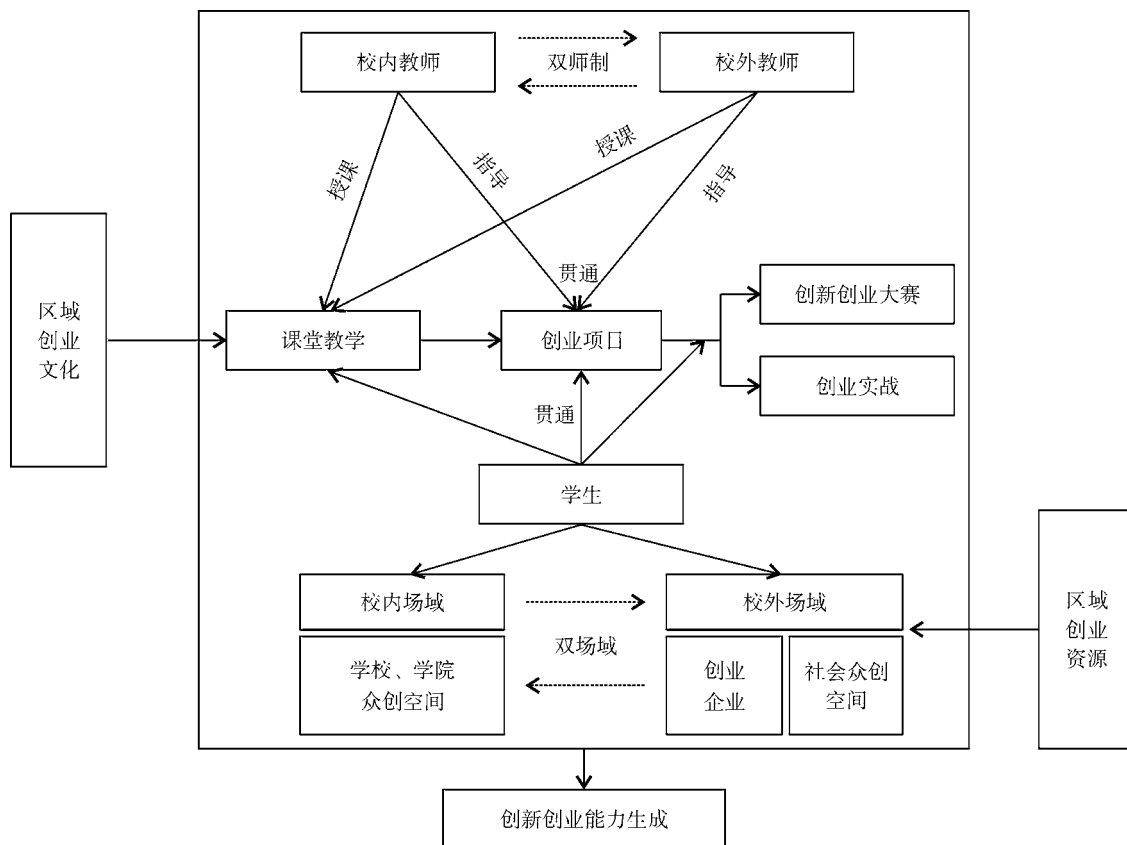 校内教师
双师制
校外教师
授课
指导
授课
指导
贯通
区域
创业
文化
课堂教学
创业项目
创新创业大赛
创业实战
贯通
学生
校内场域
校外场域
双场域
学校、学院
众创空间
创业
企业
社会众创
空间
区域
创业
资源
创新创业能力生成